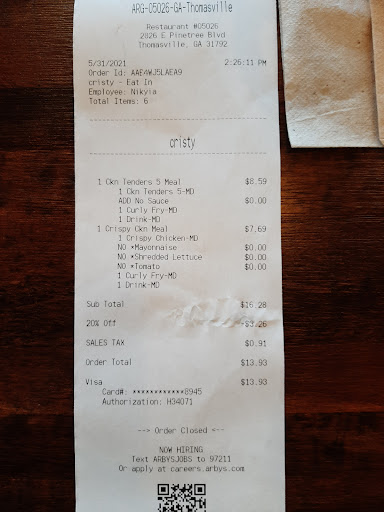 ARG-05026-GA-Thomasville
Restaurant #05026
2026 E Pinetree Blvd
Thomasville, GA 31792
5/31/2021 2:26:11 PM
Order Id: AAE4WJ5LAEA9
cristy - Eat In
Employee: Nikyia
Total Items: 6
cristy
1 Ckn Tenders 5 Meal $8.59
1 Ckn Tenders 5-MD
ADD No Sauce $0.00
1 Curly Fry-MD
1 Drink-MD
1 Crispy Ckn Meal $7.69
1 Crispy Chicken-MD
NO *Mayonnaise $0.00
NO *Shredded Lettuce $0.00
NO *Tomato $0.00
1 Curly Fry-MD
1 Drink-MD
Sub Total $16.28
20% Off -$3.26
SALES TAX $0.91
Order Total $13.93
Visa $13.93
Card#: ************8945
Authorization: H34071
--> Order Closed <--
NOW HIRING
Text ARBYSJOBS to 97211
Or apply at careers.arbys.com